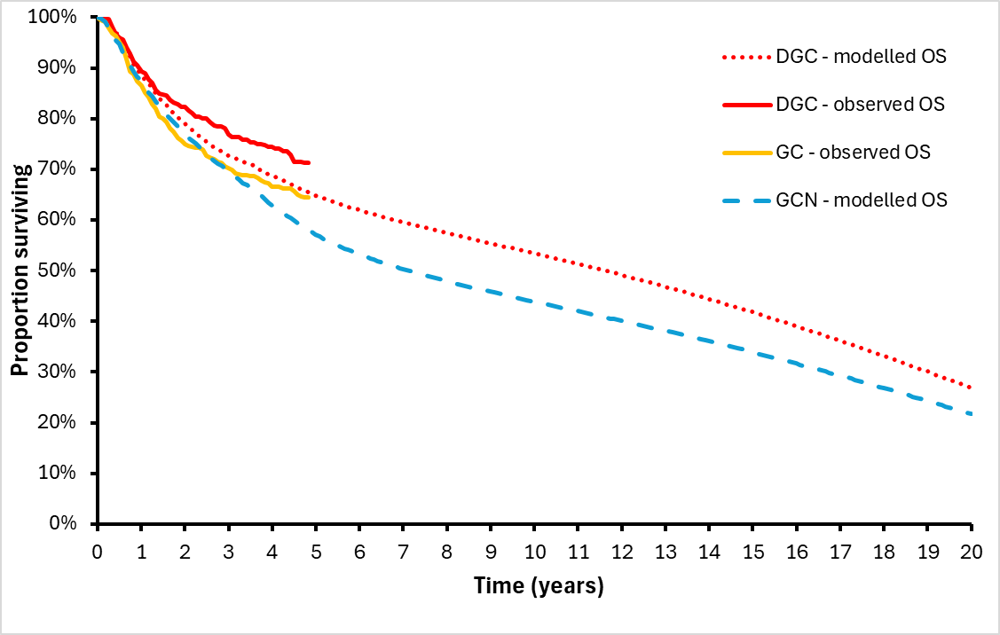 100%
90%
80%
70%
60%
50%
40%
30%
20%
10%
0%
Proportion surviving
DGC - modelled OS
DGC - observed OS
GC - observed OS
GCN - modelled OS
0 1 2 3 4 5 6 7 8 9 10 11 12 13 14 15 16 17 18 19 20
Time (years)